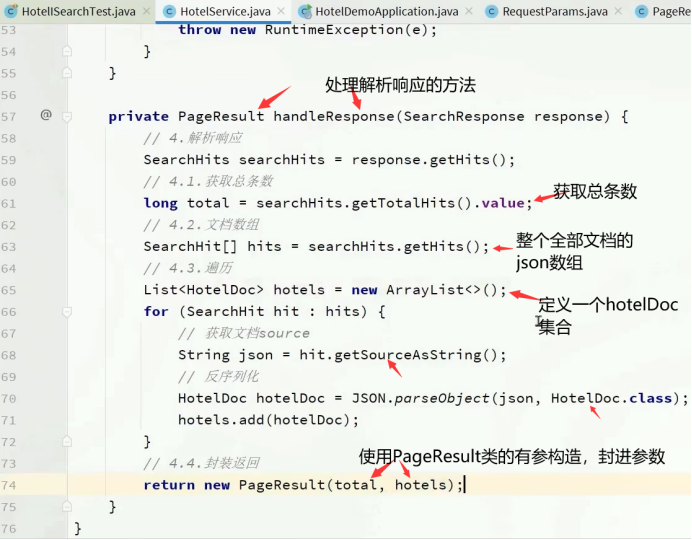 HotelISearchTest.java × HotelService.java × HotelDemoApplication.java × RequestParams.java × PageRe
53 throw new RuntimeException(e);
54 }
55 }
56
处理解析响应的方法
57 @ private PageResult handleResponse(SearchResponse response) {
58 // 4.解析响应
59 SearchHits searchHits = response.getHits();
60 // 4.1.获取总条数
61 long total = searchHits.getTotalHits().value; 获取总条数
62 // 4.2.文档数组
63 SearchHit[] hits = searchHits.getHits(); 整个全部文档的
json数组
64 // 4.3.遍历
65 List<HotelDoc> hotels = new ArrayList<>(); 定义一个hotelDoc
66 for (SearchHit hit : hits) { 集合
67 // 获取文档source
68 String json = hit.getSourceAsString();
69 // 反序列化
70 HotelDoc hotelDoc = JSON.parseObject(json, HotelDoc.class);
71 hotels.add(hotelDoc);
72 }
73 // 4.4.封装返回 使用PageResult类的有参构造，封进参数
74 return new PageResult(total, hotels);
75 }
76 }